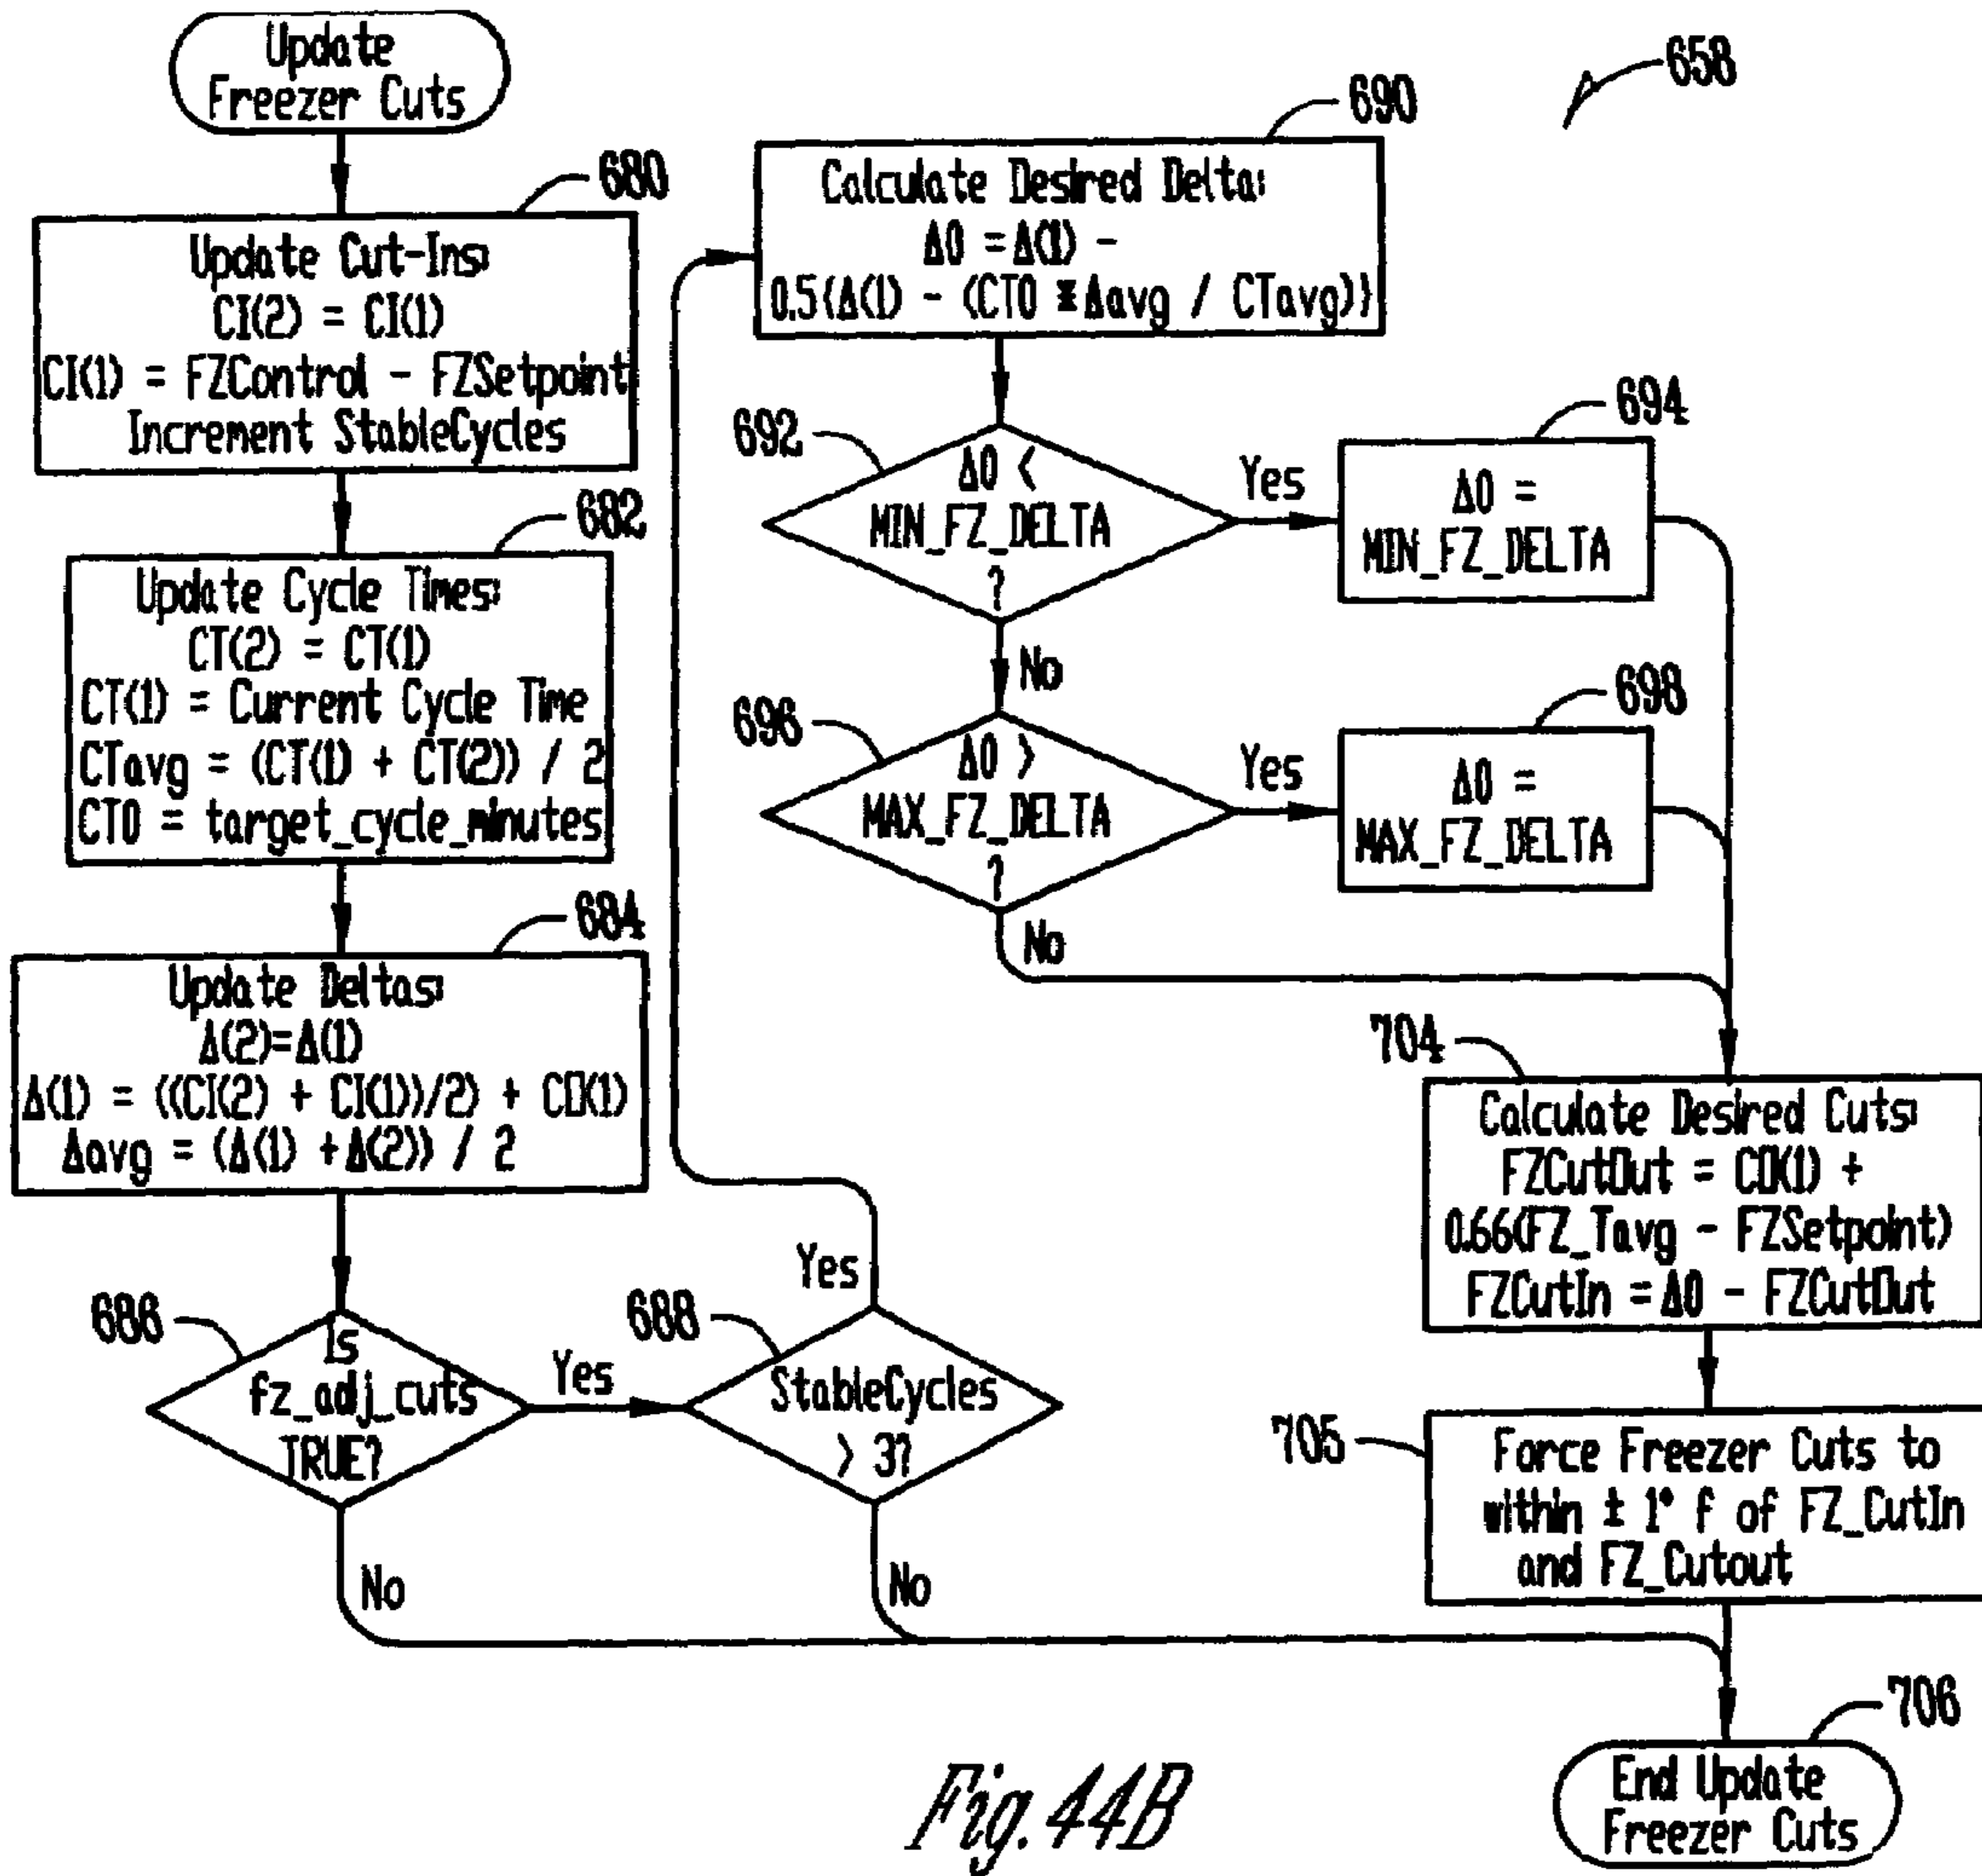 Update
Freezer Cuts
680
Update Cut-Ins:
CI(2) = CI(1)
CI(1) = FZControl - FZSetpoint
Increment StableCycles
682
Update Cycle Times:
CT(2) = CT(1)
CT(1) = Current Cycle Time
CTavg = (CT(1) + CT(2)) / 2
CT0 = target_cycle_minutes
684
Update Deltas:
Δ(2)=Δ(1)
Δ(1) = ((CI(2) + CI(1))/2) + CO(1)
Δavg = (Δ(1) +Δ(2)) / 2
686
Is
fz_adj_cuts
TRUE?
Yes
No
688
StableCycles
> 3?
Yes
No
658
690
Calculate Desired Delta:
Δ0 =Δ(1) -
0.5(Δ(1) - (CT0 *Δavg / CTavg))
692
Δ0 <
MIN_FZ_DELTA
?
Yes
No
694
Δ0 =
MIN_FZ_DELTA
696
Δ0 >
MAX_FZ_DELTA
?
Yes
No
698
Δ0 =
MAX_FZ_DELTA
704
Calculate Desired Cuts:
FZCutOut = CO(1) +
0.66(FZ_Tavg - FZSetpoint)
FZCutIn =Δ0 - FZCutOut
705
Force Freezer Cuts to
within ± 1° f of FZ_CutIn
and FZ_Cutout
706
End Update
Freezer Cuts
Fig. 44B